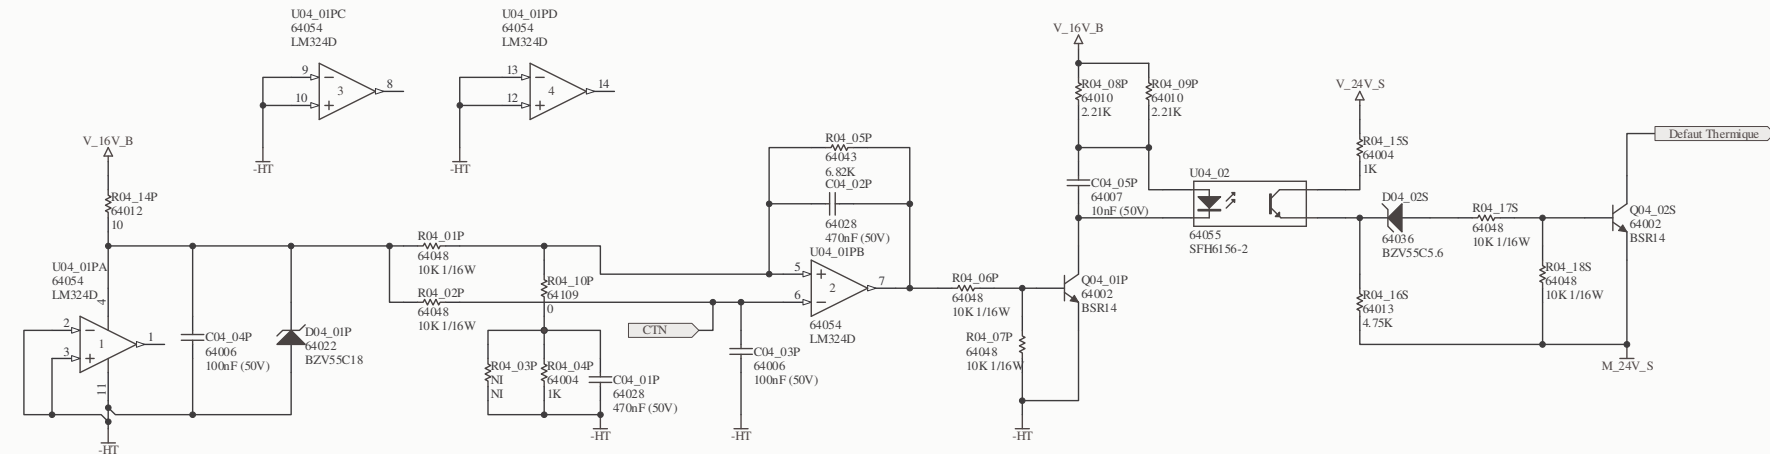 U04_01PC
64054
LM324D
9
10
3
8
-HT
U04_01PD
64054
LM324D
13
12
4
14
-HT
V_16V_B
R04_14P
64012
10
U04_01PA
64054
LM324D
4
2
3
1
1
11
-HT
C04_04P
64006
100nF (50V)
D04_01P
64022
BZV55C18
R04_01P
64048
10K 1/16W
R04_02P
64048
10K 1/16W
R04_10P
64109
0
R04_03P
NI
NI
R04_04P
64004
1K
C04_01P
64028
470nF (50V)
-HT
CTN
C04_03P
64006
100nF (50V)
-HT
R04_05P
64043
6.82K
C04_02P
64028
470nF (50V)
U04_01PB
5
6
2
7
64054
LM324D
R04_06P
64048
10K 1/16W
R04_07P
64048
10K 1/16W
-HT
V_16V_B
R04_08P
64010
2.21K
R04_09P
64010
2.21K
C04_05P
64007
10nF (50V)
Q04_01P
64002
BSR14
U04_02
64055
SFH6156-2
V_24V_S
R04_15S
64004
1K
D04_02S
64036
BZV55C5.6
R04_16S
64013
4.75K
R04_17S
64048
10K 1/16W
R04_18S
64048
10K 1/16W
Q04_02S
64002
BSR14
Defaut Thermique
M_24V_S